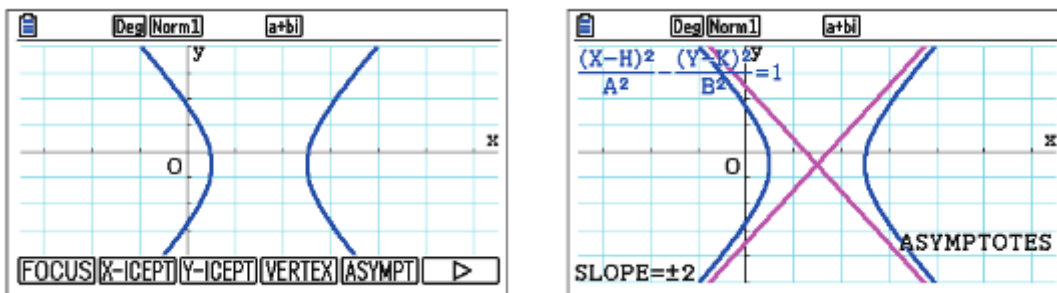 Deg Norm1 a+bi
y
x
O
FOCUS X-ICEPT Y-ICEPT VERTEX ASYMPT ▷
Deg Norm1 a+bi
(X-H)²/A² - (Y-K)²/B² =1
y
x
O
ASYMPTOTES
SLOPE=±2